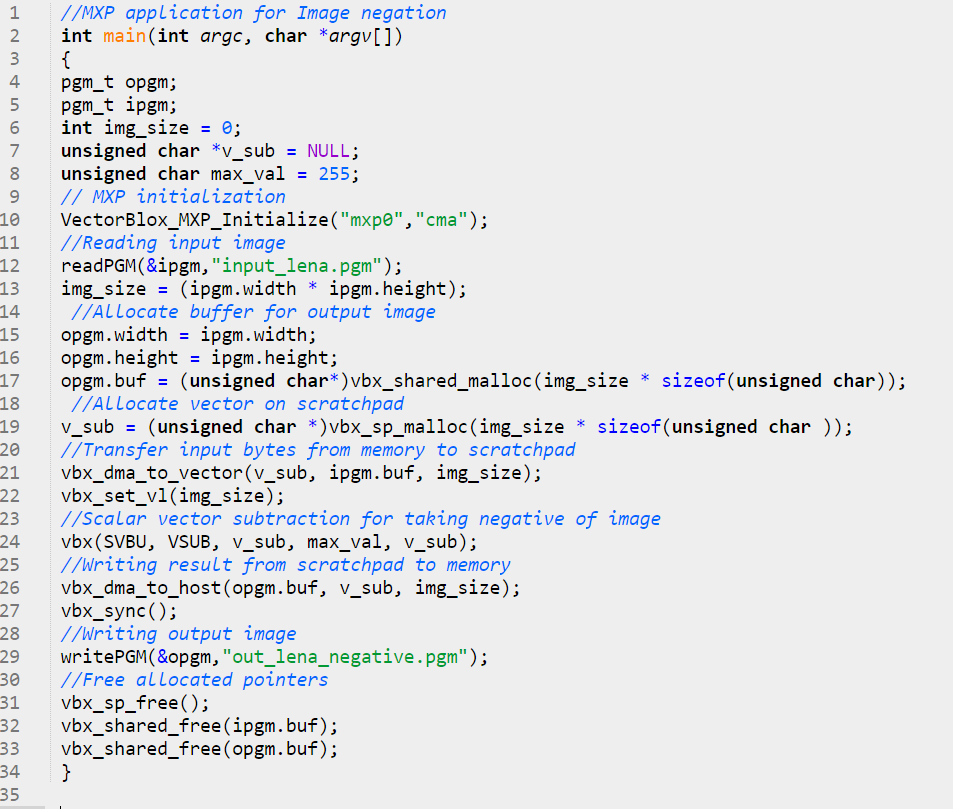 1 //MXP application for Image negation
2 int main(int argc, char *argv[])
3 {
4 pgm_t opgm;
5 pgm_t ipgm;
6 int img_size = 0;
7 unsigned char *v_sub = NULL;
8 unsigned char max_val = 255;
9 // MXP initialization
10 VectorBlox_MXP_Initialize("mxp0","cma");
11 //Reading input image
12 readPGM(&ipgm,"input_lena.pgm");
13 img_size = (ipgm.width * ipgm.height);
14  //Allocate buffer for output image
15 opgm.width = ipgm.width;
16 opgm.height = ipgm.height;
17 opgm.buf = (unsigned char*)vbx_shared_malloc(img_size * sizeof(unsigned char));
18  //Allocate vector on scratchpad
19 v_sub = (unsigned char *)vbx_sp_malloc(img_size * sizeof(unsigned char ));
20 //Transfer input bytes from memory to scratchpad
21 vbx_dma_to_vector(v_sub, ipgm.buf, img_size);
22 vbx_set_vl(img_size);
23 //Scalar vector subtraction for taking negative of image
24 vbx(SVBU, VSUB, v_sub, max_val, v_sub);
25 //Writing result from scratchpad to memory
26 vbx_dma_to_host(opgm.buf, v_sub, img_size);
27 vbx_sync();
28 //Writing output image
29 writePGM(&opgm,"out_lena_negative.pgm");
30 //Free allocated pointers
31 vbx_sp_free();
32 vbx_shared_free(ipgm.buf);
33 vbx_shared_free(opgm.buf);
34 }
35